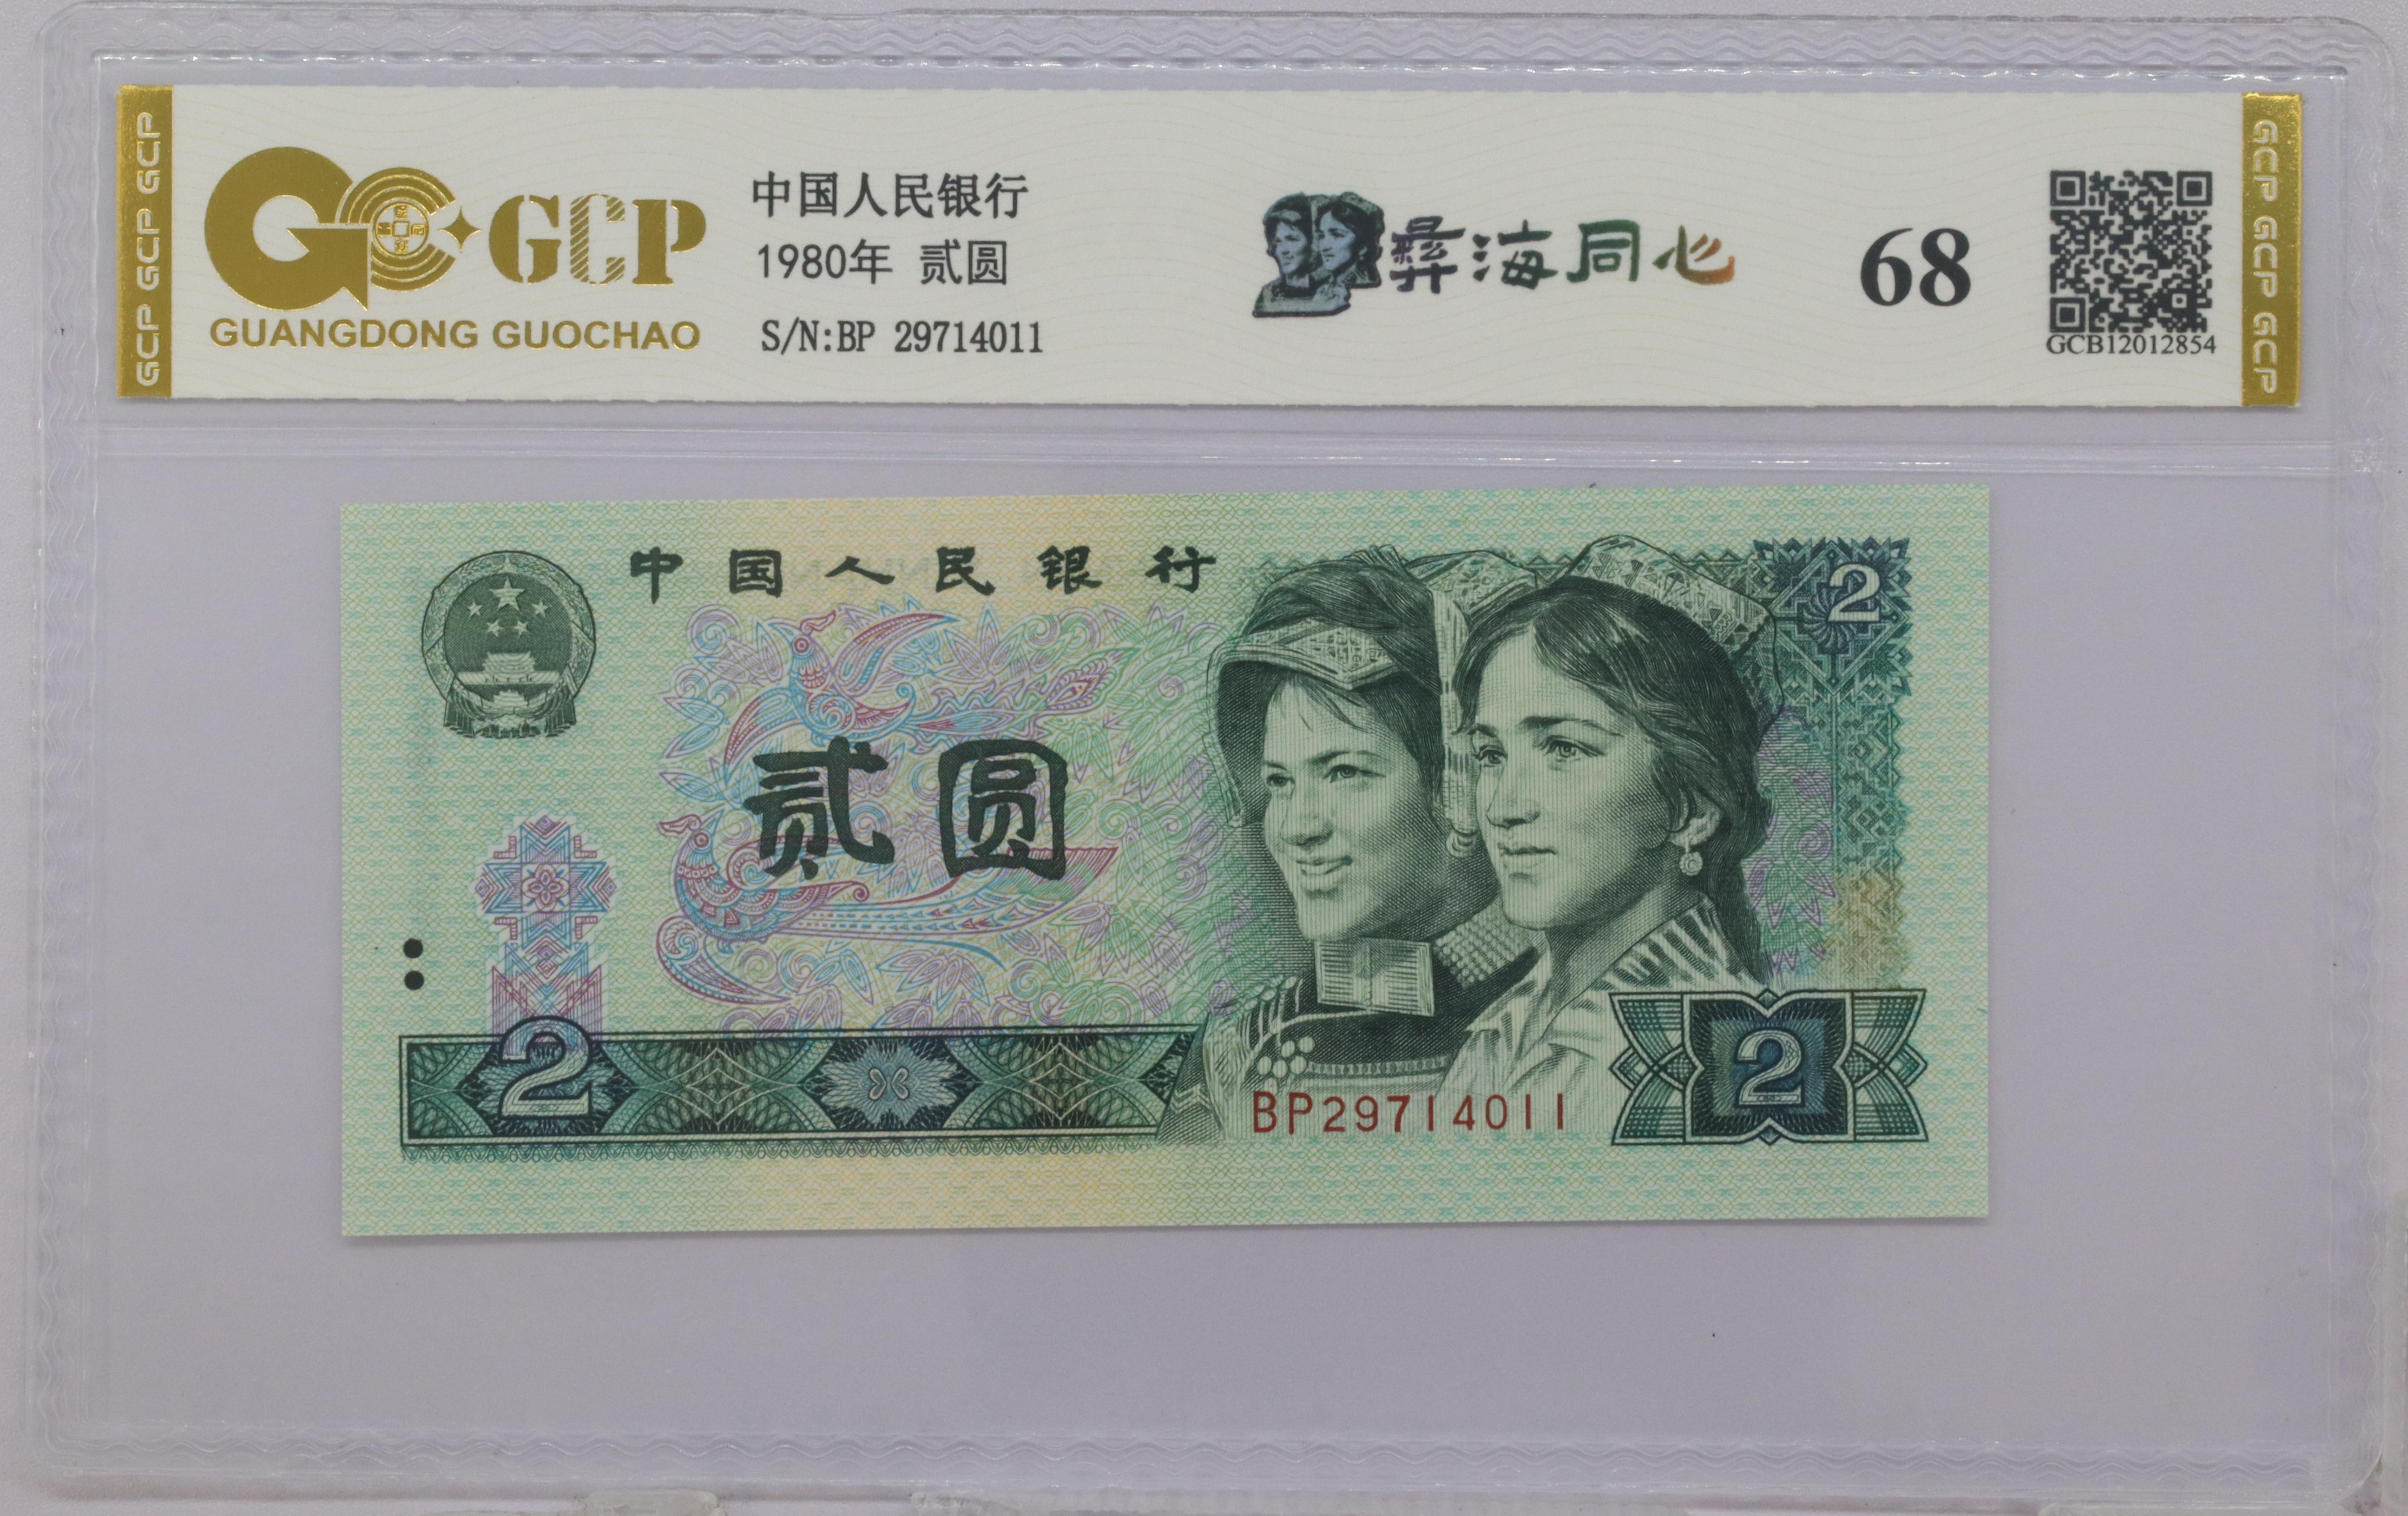 GCP GCP GCP
GCP
GUANGDONG GUOCHAO
中国人民银行
1980年 贰圆
S/N:BP 29714011
彝海同心
68
GCB12012854
GCP GCP GCP
中国人民银行
2
贰圆
2
BP29714011
2